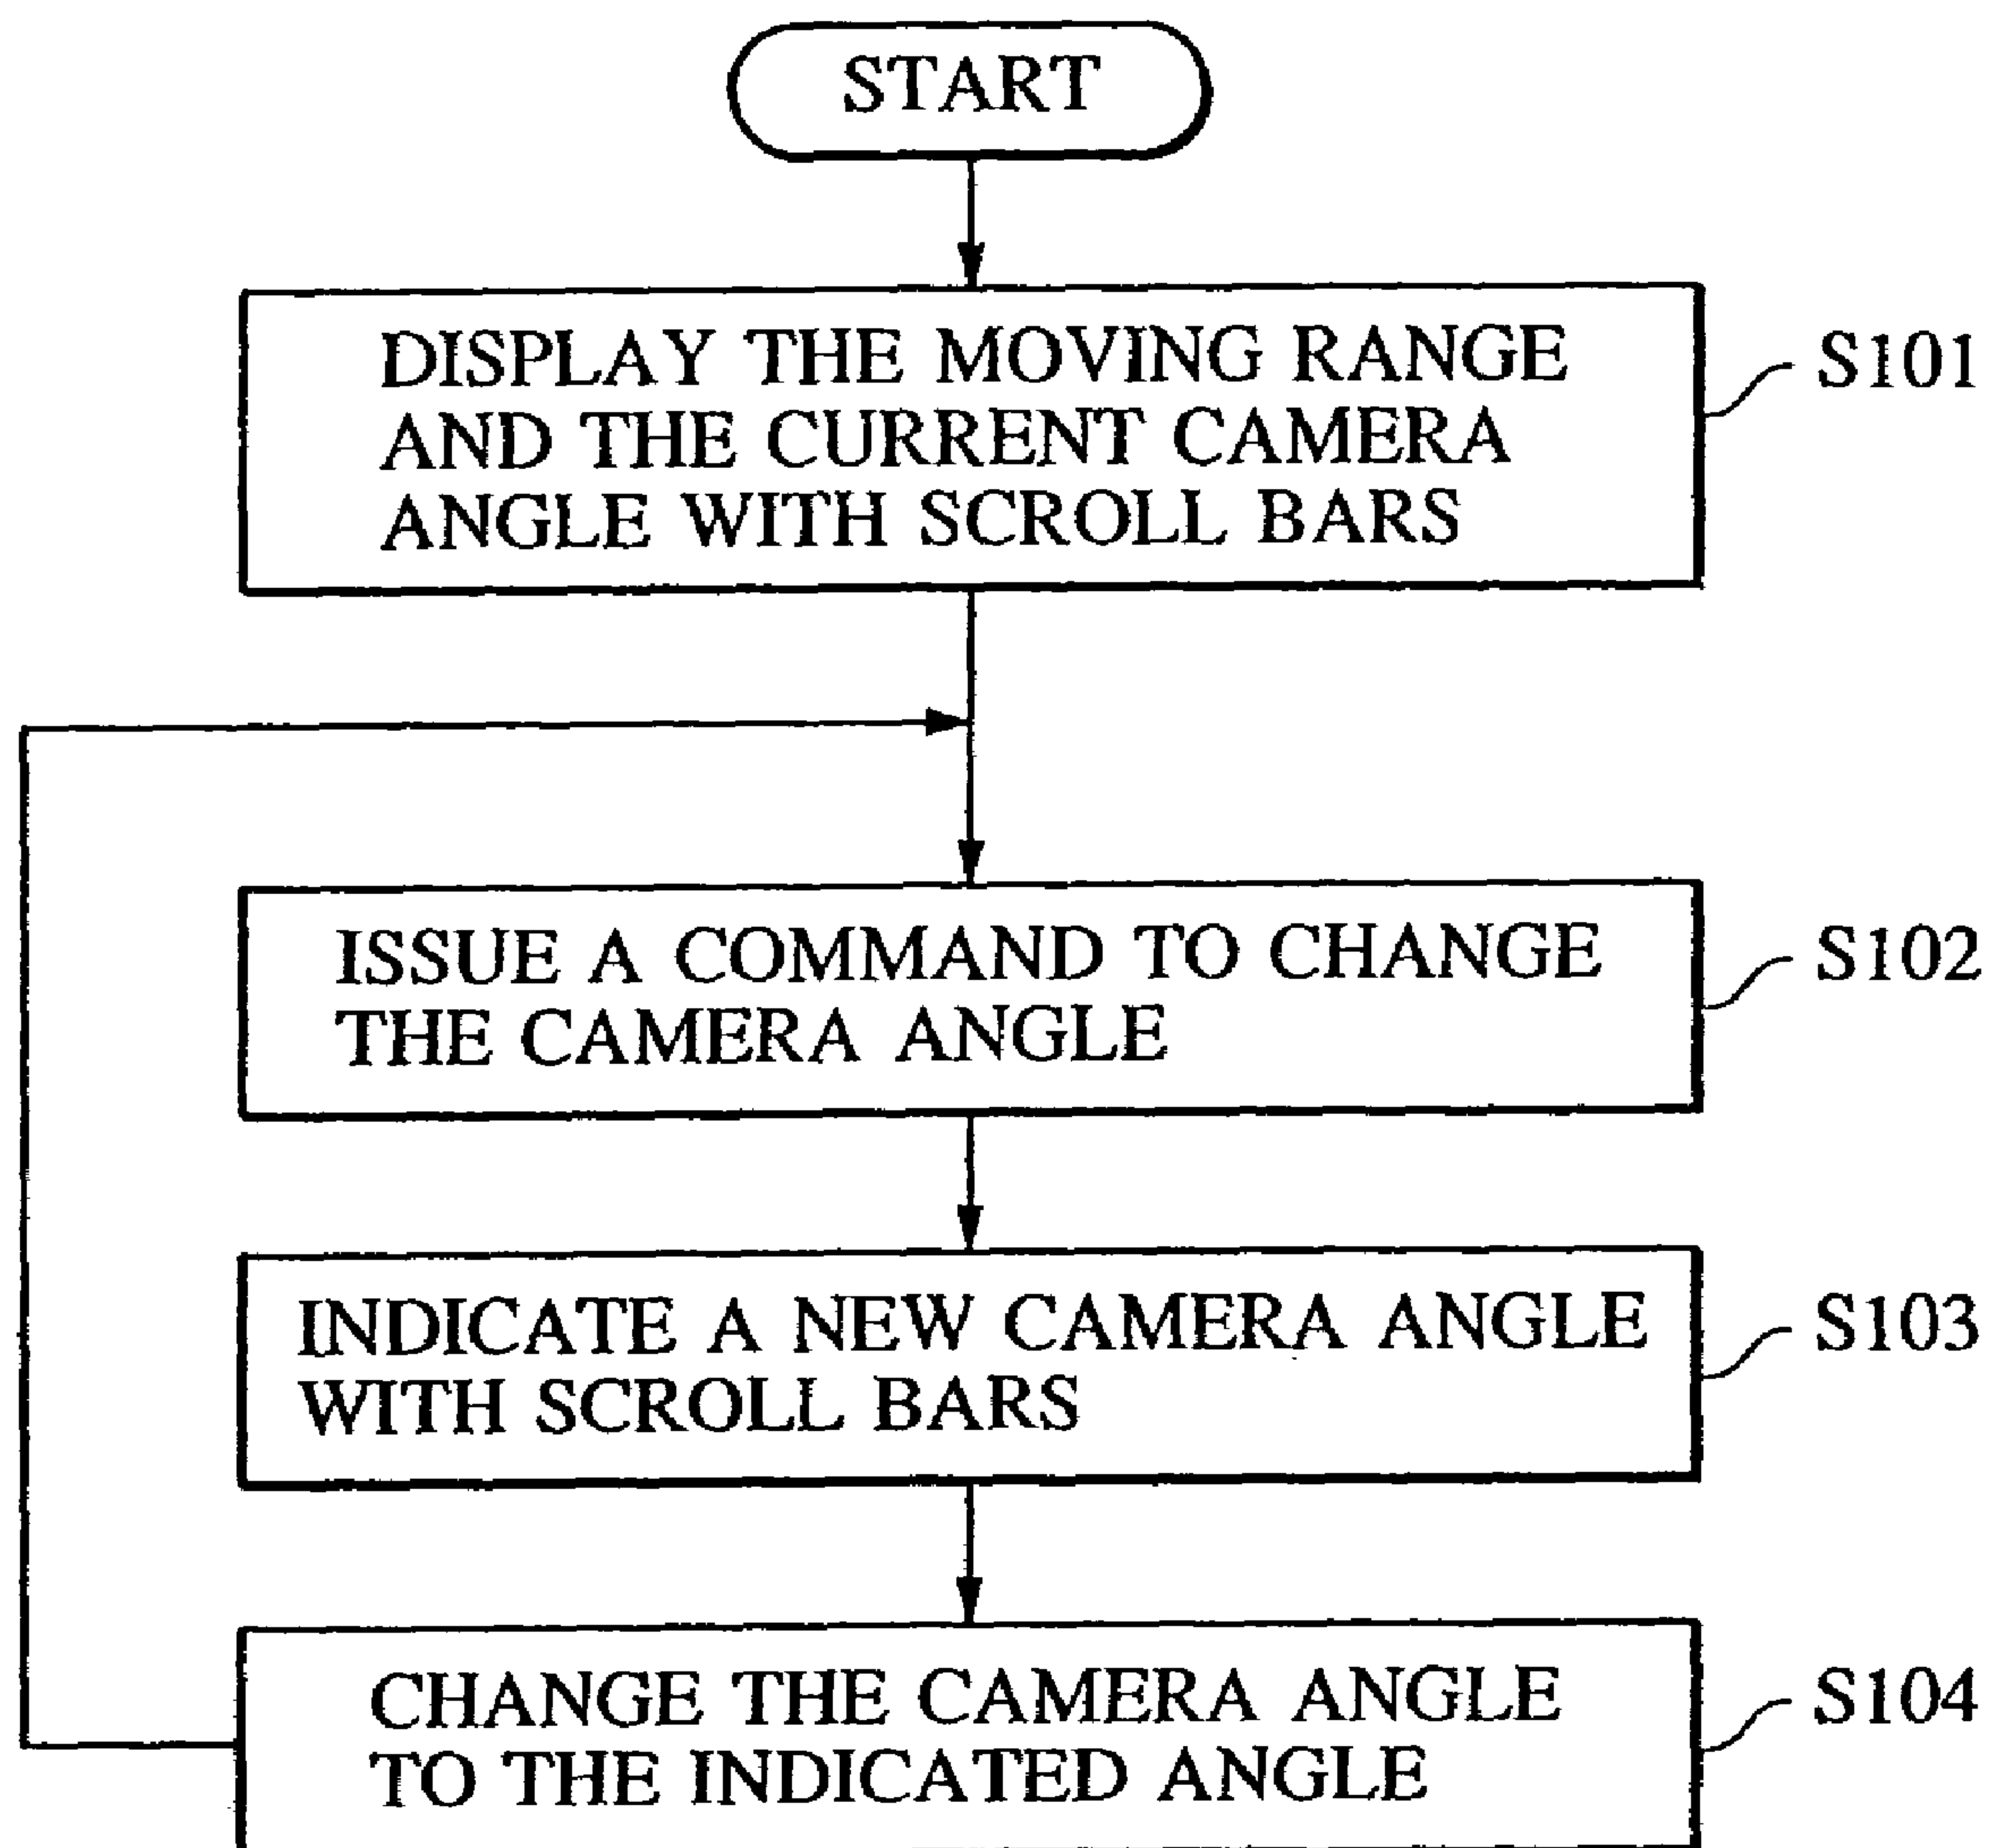 START
DISPLAY THE MOVING RANGE
AND THE CURRENT CAMERA
ANGLE WITH SCROLL BARS
S101
ISSUE A COMMAND TO CHANGE
THE CAMERA ANGLE
S102
INDICATE A NEW CAMERA ANGLE
WITH SCROLL BARS
S103
CHANGE THE CAMERA ANGLE
TO THE INDICATED ANGLE
S104